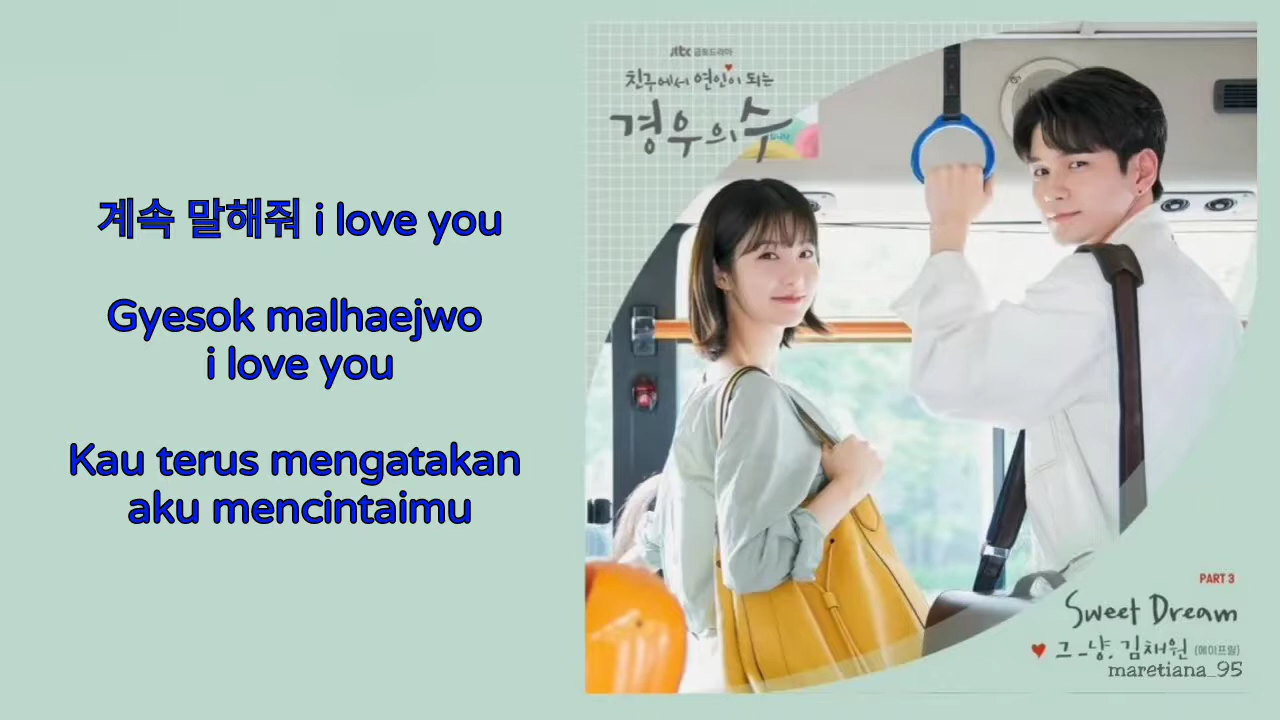 계속 말해줘 i love you
Gyesok malhaejwo
i love you
Kau terus mengatakan
aku mencintaimu
jtbc 금토드라마
친구에서 연인이 되는
경우의 수
PART 3
Sweet Dream
♥ 그_냥, 김채원 (에이프릴)
maretiana_95